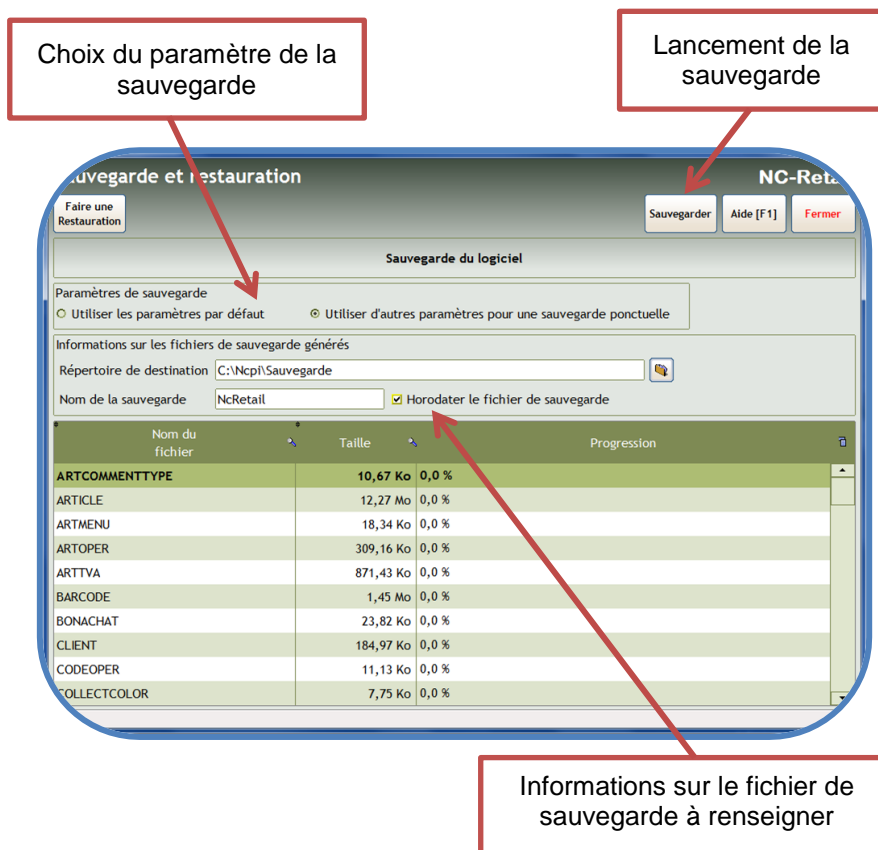 Choix du paramètre de la
sauvegarde
Lancement de la
sauvegarde
uvegarde et restauration
NC-Reta
Faire une
Restauration
Sauvegarder
Aide [F1]
Fermer
Sauvegarde du logiciel
Paramètres de sauvegarde
Utiliser les paramètres par défaut
Utiliser d'autres paramètres pour une sauvegarde ponctuelle
Informations sur les fichiers de sauvegarde générés
Répertoire de destination C:\Ncpi\Sauvegarde
Nom de la sauvegarde NcRetail Horodater le fichier de sauvegarde
Nom du
fichier
Taille
Progression
ARTCOMMENTTYPE 10,67 Ko 0,0 %
ARTICLE 12,27 Mo 0,0 %
ARTMENU 18,34 Ko 0,0 %
ARTOPER 309,16 Ko 0,0 %
ARTTVA 871,43 Ko 0,0 %
BARCODE 1,45 Mo 0,0 %
BONACHAT 23,82 Ko 0,0 %
CLIENT 184,97 Ko 0,0 %
CODEOPER 11,13 Ko 0,0 %
COLLECTCOLOR 7,75 Ko 0,0 %
Informations sur le fichier de
sauvegarde à renseigner